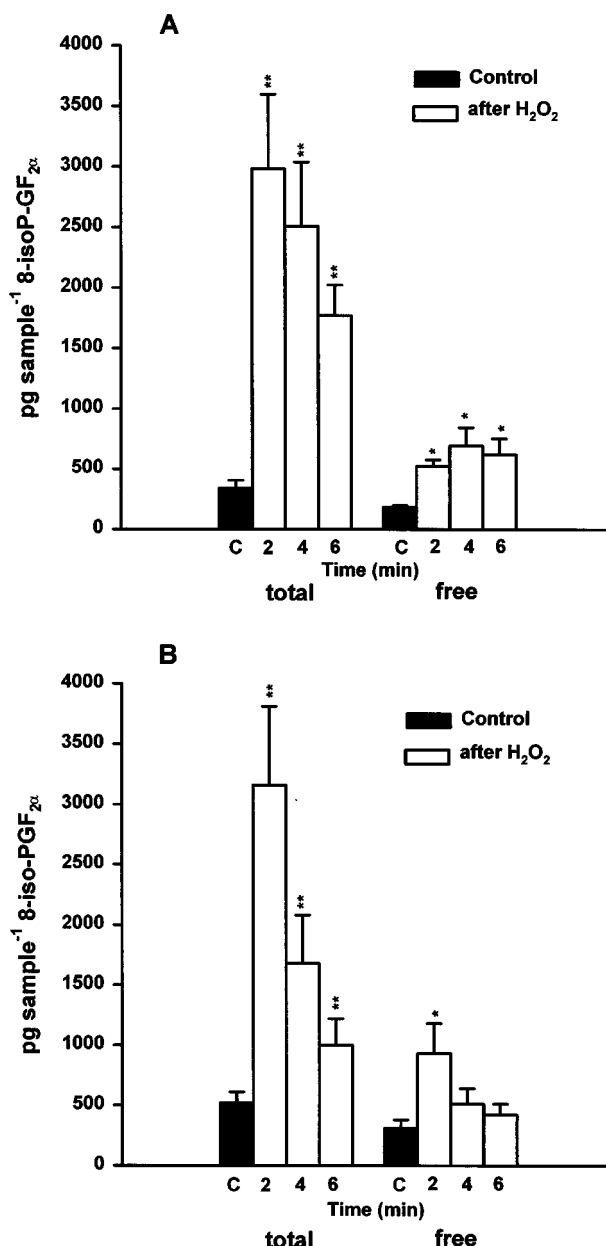 A
4000
3500
3000
2500
2000
1500
1000
500
0
pg sample⁻¹ 8-isoP-GF₂α
Control
after H₂O₂
**
**
**
*
*
*
C 2 4 6 C 2 4 6
Time (min)
total free
B
4000
3500
3000
2500
2000
1500
1000
500
0
pg sample⁻¹ 8-iso-PGF₂α
Control
after H₂O₂
**
**
**
*
C 2 4 6 C 2 4 6
Time (min)
total free